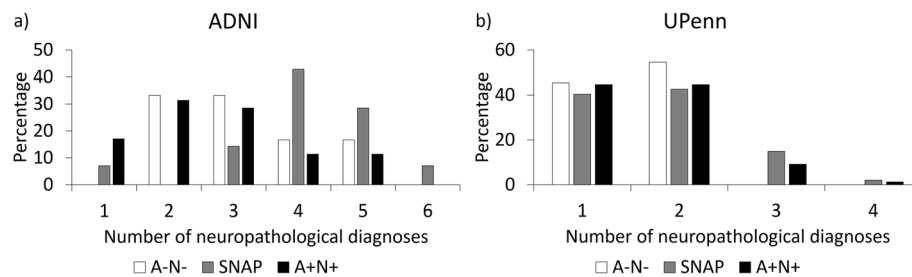 a) ADNI
Percentage
50
40
30
20
10
0
1 2 3 4 5 6
Number of neuropathological diagnoses
A-N- SNAP A+N+
b) UPenn
Percentage
60
40
20
0
1 2 3 4
Number of neuropathological diagnoses
A-N- SNAP A+N+